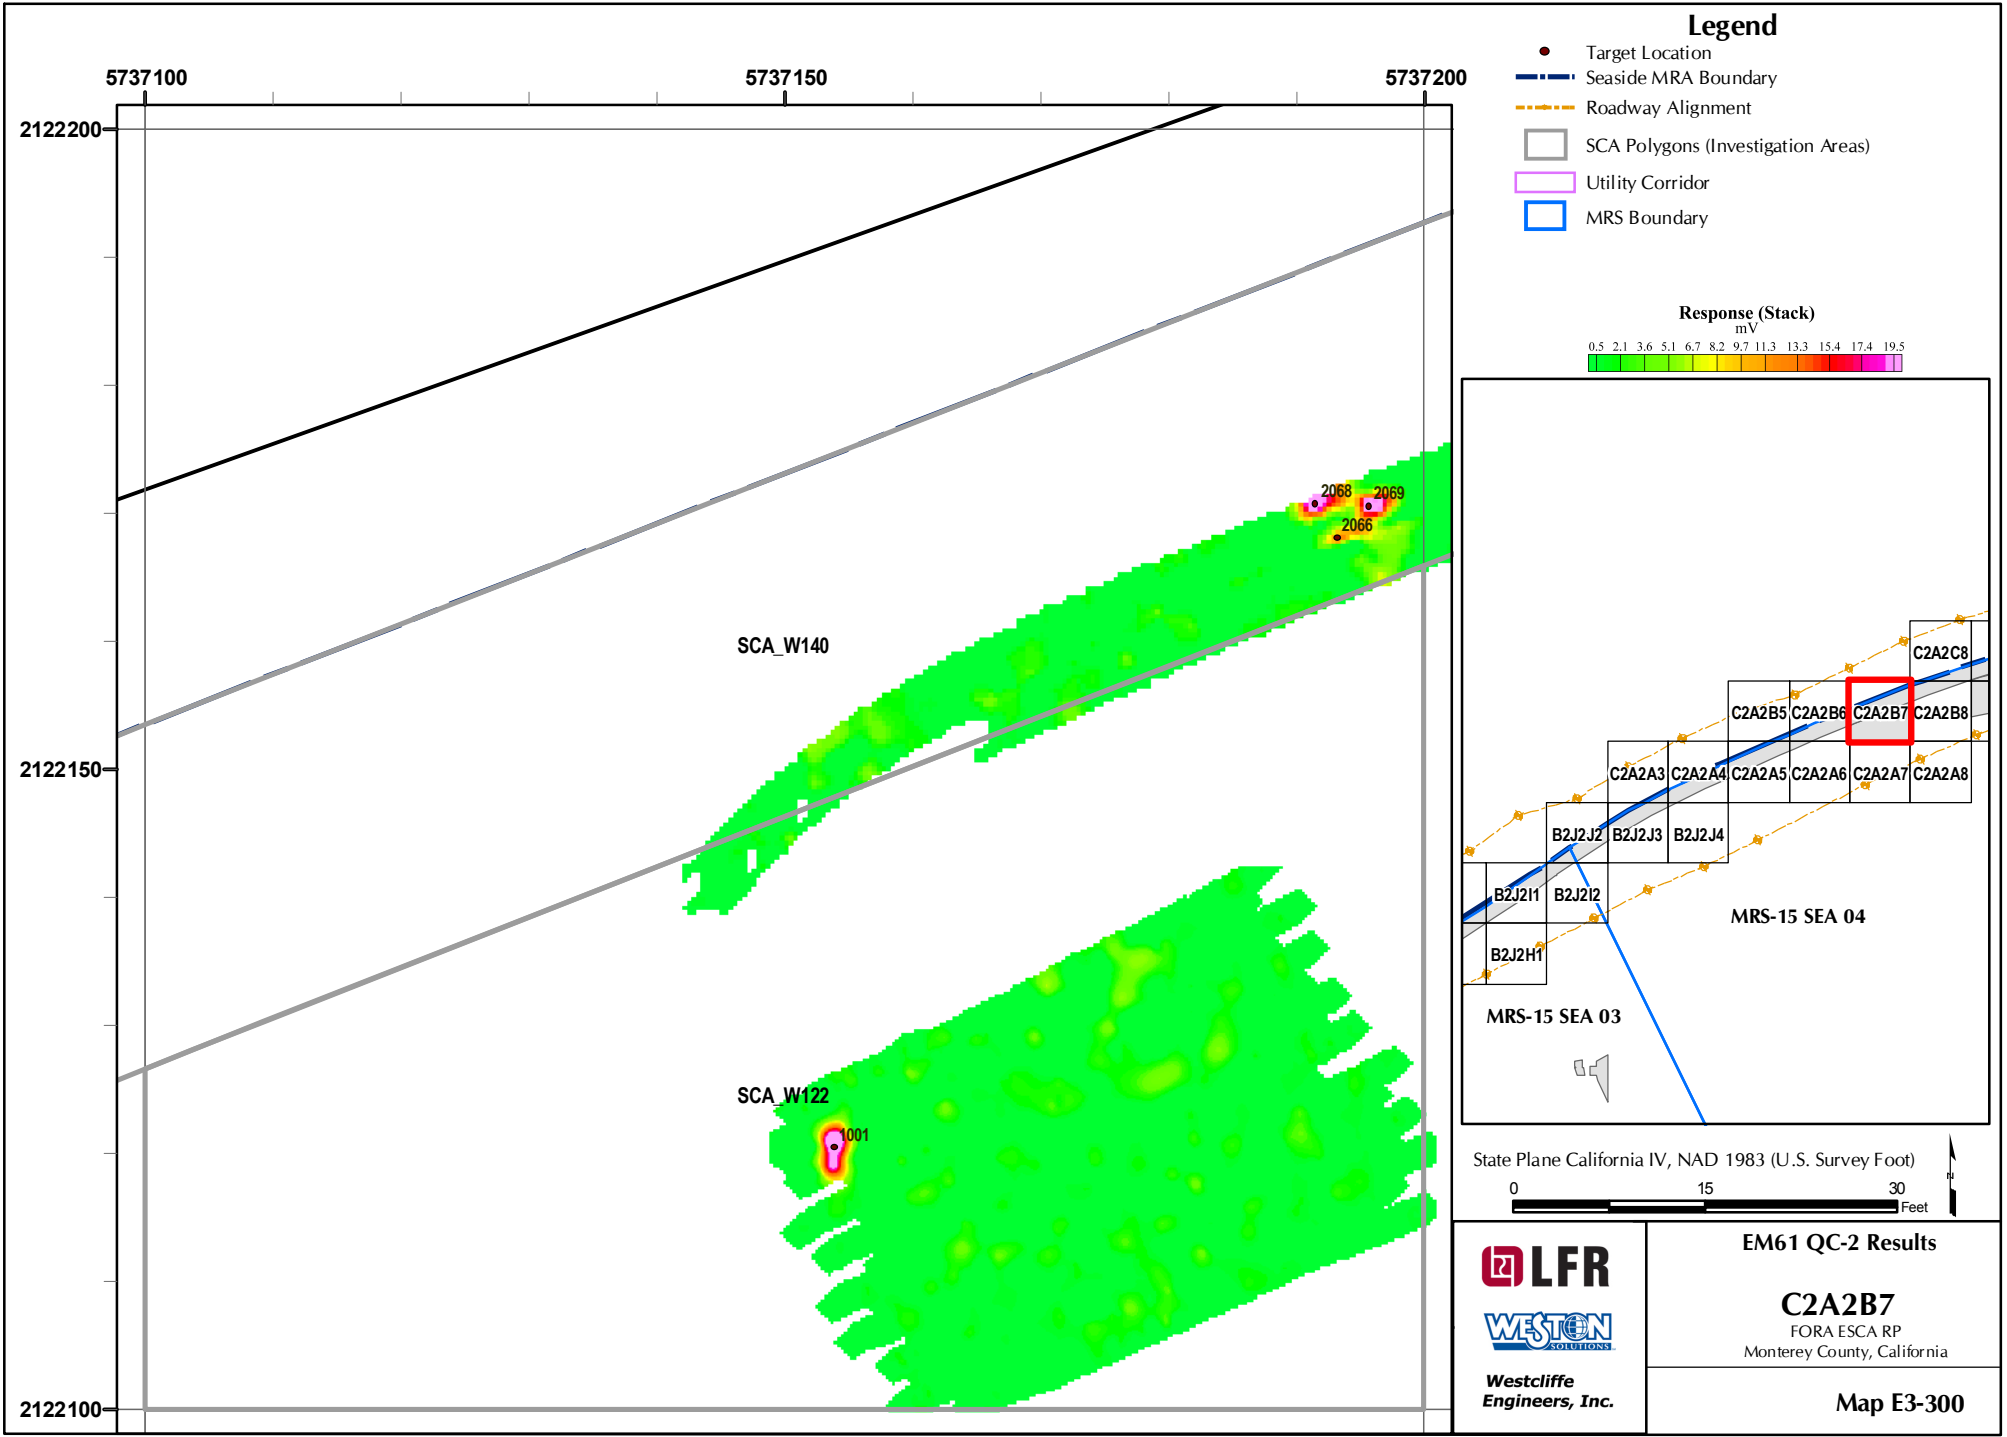 5737100
5737150
5737200
2122200
2122150
2122100
2068
2069
2066
SCA_W140
SCA_W122
1001
Legend
Target Location
Seaside MRA Boundary
Roadway Alignment
SCA Polygons (Investigation Areas)
Utility Corridor
MRS Boundary
Response (Stack)
mV
0.5 2.1 3.6 5.1 6.7 8.2 9.7 11.3 13.3 15.4 17.4 19.5
C2A2C8
C2A2B5 C2A2B6 C2A2B7 C2A2B8
C2A2A3 C2A2A4 C2A2A5 C2A2A6 C2A2A7 C2A2A8
B2J2J2 B2J2J3 B2J2J4
B2J2I1 B2J2I2
MRS-15 SEA 04
B2J2H1
MRS-15 SEA 03
State Plane California IV, NAD 1983 (U.S. Survey Foot)
0 15 30
Feet
N
LFR
WESTON
SOLUTIONS
Westcliffe
Engineers, Inc.
EM61 QC-2 Results
C2A2B7
FORA ESCA RP
Monterey County, California
Map E3-300